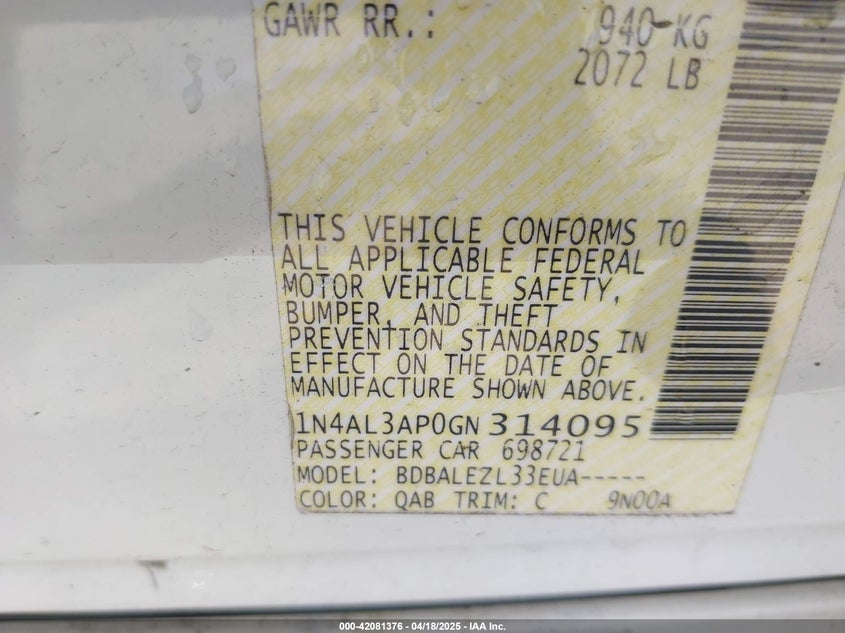 GAWR RR.: 940 KG
2072 LB
THIS VEHICLE CONFORMS TO
ALL APPLICABLE FEDERAL
MOTOR VEHICLE SAFETY,
BUMPER, AND THEFT
PREVENTION STANDARDS IN
EFFECT ON THE DATE OF
MANUFACTURE SHOWN ABOVE.
1N4AL3AP0GN 314095
PASSENGER CAR 698721
MODEL: BDBALEZL33EUA-----
COLOR: QAB TRIM: C 9N00A
000-42081376 | 04/18/2025 | IAA Inc.